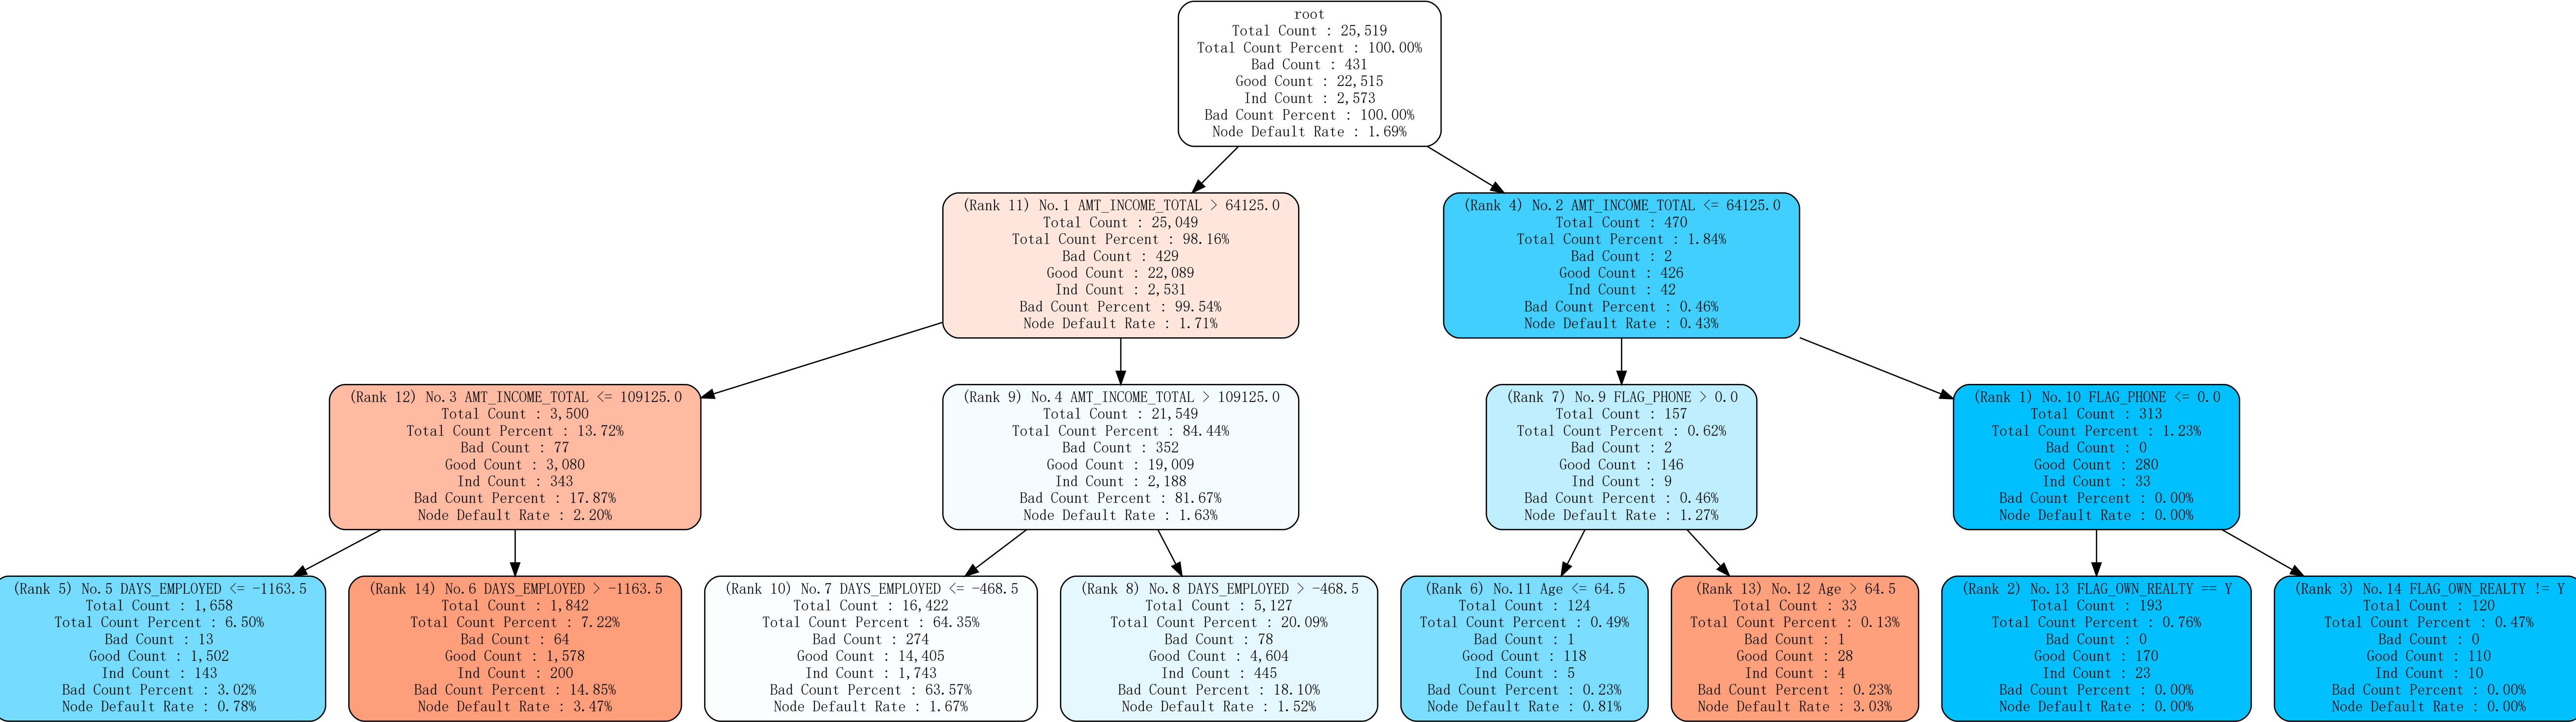 root
Total Count : 25,519
Total Count Percent : 100.00%
Bad Count : 431
Good Count : 22,515
Ind Count : 2,573
Bad Count Percent : 100.00%
Node Default Rate : 1.69%
(Rank 11) No.1 AMT_INCOME_TOTAL > 64125.0
Total Count : 25,049
Total Count Percent : 98.16%
Bad Count : 429
Good Count : 22,089
Ind Count : 2,531
Bad Count Percent : 99.54%
Node Default Rate : 1.71%
(Rank 4) No.2 AMT_INCOME_TOTAL <= 64125.0
Total Count : 470
Total Count Percent : 1.84%
Bad Count : 2
Good Count : 426
Ind Count : 42
Bad Count Percent : 0.46%
Node Default Rate : 0.43%
(Rank 12) No.3 AMT_INCOME_TOTAL <= 109125.0
Total Count : 3,500
Total Count Percent : 13.72%
Bad Count : 77
Good Count : 3,080
Ind Count : 343
Bad Count Percent : 17.87%
Node Default Rate : 2.20%
(Rank 9) No.4 AMT_INCOME_TOTAL > 109125.0
Total Count : 21,549
Total Count Percent : 84.44%
Bad Count : 352
Good Count : 19,009
Ind Count : 2,188
Bad Count Percent : 81.67%
Node Default Rate : 1.63%
(Rank 7) No.9 FLAG_PHONE > 0.0
Total Count : 157
Total Count Percent : 0.62%
Bad Count : 2
Good Count : 146
Ind Count : 9
Bad Count Percent : 0.46%
Node Default Rate : 1.27%
(Rank 1) No.10 FLAG_PHONE <= 0.0
Total Count : 313
Total Count Percent : 1.23%
Bad Count : 0
Good Count : 280
Ind Count : 33
Bad Count Percent : 0.00%
Node Default Rate : 0.00%
(Rank 5) No.5 DAYS_EMPLOYED <= -1163.5
Total Count : 1,658
Total Count Percent : 6.50%
Bad Count : 13
Good Count : 1,502
Ind Count : 143
Bad Count Percent : 3.02%
Node Default Rate : 0.78%
(Rank 14) No.6 DAYS_EMPLOYED > -1163.5
Total Count : 1,842
Total Count Percent : 7.22%
Bad Count : 64
Good Count : 1,578
Ind Count : 200
Bad Count Percent : 14.85%
Node Default Rate : 3.47%
(Rank 10) No.7 DAYS_EMPLOYED <= -468.5
Total Count : 16,422
Total Count Percent : 64.35%
Bad Count : 274
Good Count : 14,405
Ind Count : 1,743
Bad Count Percent : 63.57%
Node Default Rate : 1.67%
(Rank 8) No.8 DAYS_EMPLOYED > -468.5
Total Count : 5,127
Total Count Percent : 20.09%
Bad Count : 78
Good Count : 4,604
Ind Count : 445
Bad Count Percent : 18.10%
Node Default Rate : 1.52%
(Rank 6) No.11 Age <= 64.5
Total Count : 124
Total Count Percent : 0.49%
Bad Count : 1
Good Count : 118
Ind Count : 5
Bad Count Percent : 0.23%
Node Default Rate : 0.81%
(Rank 13) No.12 Age > 64.5
Total Count : 33
Total Count Percent : 0.13%
Bad Count : 1
Good Count : 28
Ind Count : 4
Bad Count Percent : 0.23%
Node Default Rate : 3.03%
(Rank 2) No.13 FLAG_OWN_REALTY == Y
Total Count : 193
Total Count Percent : 0.76%
Bad Count : 0
Good Count : 170
Ind Count : 23
Bad Count Percent : 0.00%
Node Default Rate : 0.00%
(Rank 3) No.14 FLAG_OWN_REALTY != Y
Total Count : 120
Total Count Percent : 0.47%
Bad Count : 0
Good Count : 110
Ind Count : 10
Bad Count Percent : 0.00%
Node Default Rate : 0.00%